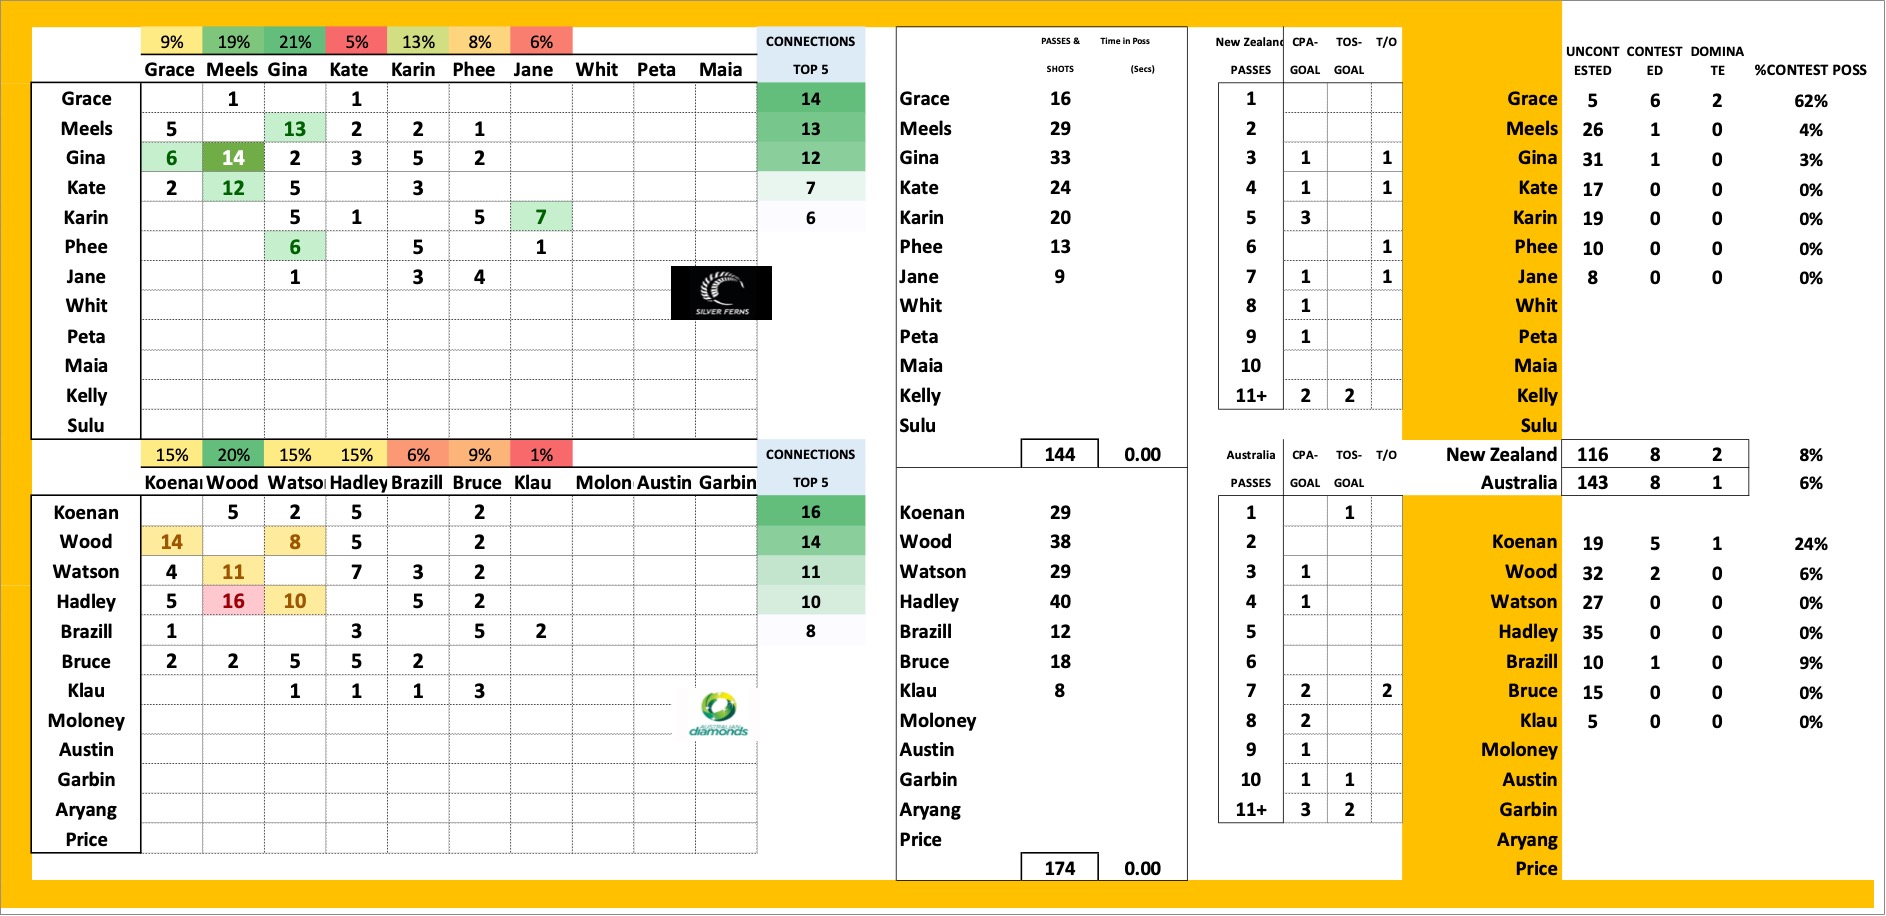 9% 19% 21% 5% 13% 8% 6% CONNECTIONS PASSES & Time in Poss New Zealand CPA- TOS- T/O UNCONT CONTEST DOMINA
Grace Meels Gina Kate Karin Phee Jane Whit Peta Maia TOP 5 SHOTS (Secs) PASSES GOAL GOAL ESTED ED TE %CONTEST POSS
Grace 1 1 14 Grace 16 1 Grace 5 6 2 62%
Meels 5 13 2 2 1 13 Meels 29 2 Meels 26 1 0 4%
Gina 6 14 2 3 5 2 12 Gina 33 3 1 1 Gina 31 1 0 3%
Kate 2 12 5 3 7 Kate 24 4 1 1 Kate 17 0 0 0%
Karin 5 1 5 7 6 Karin 20 5 3 Karin 19 0 0 0%
Phee 6 5 1 Phee 13 6 1 Phee 10 0 0 0%
Jane 1 3 4 Jane 9 7 1 1 Jane 8 0 0 0%
Whit SILVER FERNS Whit 8 1 Whit
Peta Peta 9 1 Peta
Maia Maia 10 Maia
Kelly Kelly 11+ 2 2 Kelly
Sulu Sulu Sulu
15% 20% 15% 15% 6% 9% 1% CONNECTIONS 144 0.00 Australia CPA- TOS- T/O New Zealand 116 8 2 8%
Koenan Wood Watson Hadley Brazill Bruce Klau Molon Austin Garbin TOP 5 PASSES GOAL GOAL Australia 143 8 1 6%
Koenan 5 2 5 2 16 Koenan 29 1 1
Wood 14 8 5 2 14 Wood 38 2 Koenan 19 5 1 24%
Watson 4 11 7 3 2 11 Watson 29 3 1 Wood 32 2 0 6%
Hadley 5 16 10 5 2 10 Hadley 40 4 1 Watson 27 0 0 0%
Brazill 1 3 5 2 8 Brazill 12 5 Hadley 35 0 0 0%
Bruce 2 2 5 5 2 Bruce 18 6 Brazill 10 1 0 9%
Klau 1 1 1 3 Klau 8 7 2 2 Bruce 15 0 0 0%
Moloney AUSTRALIAN diamonds Moloney 8 2 Klau 5 0 0 0%
Austin Austin 9 1 Moloney
Garbin Garbin 10 1 1 Austin
Aryang Aryang 11+ 3 2 Garbin
Price Price Aryang
174 0.00 Price